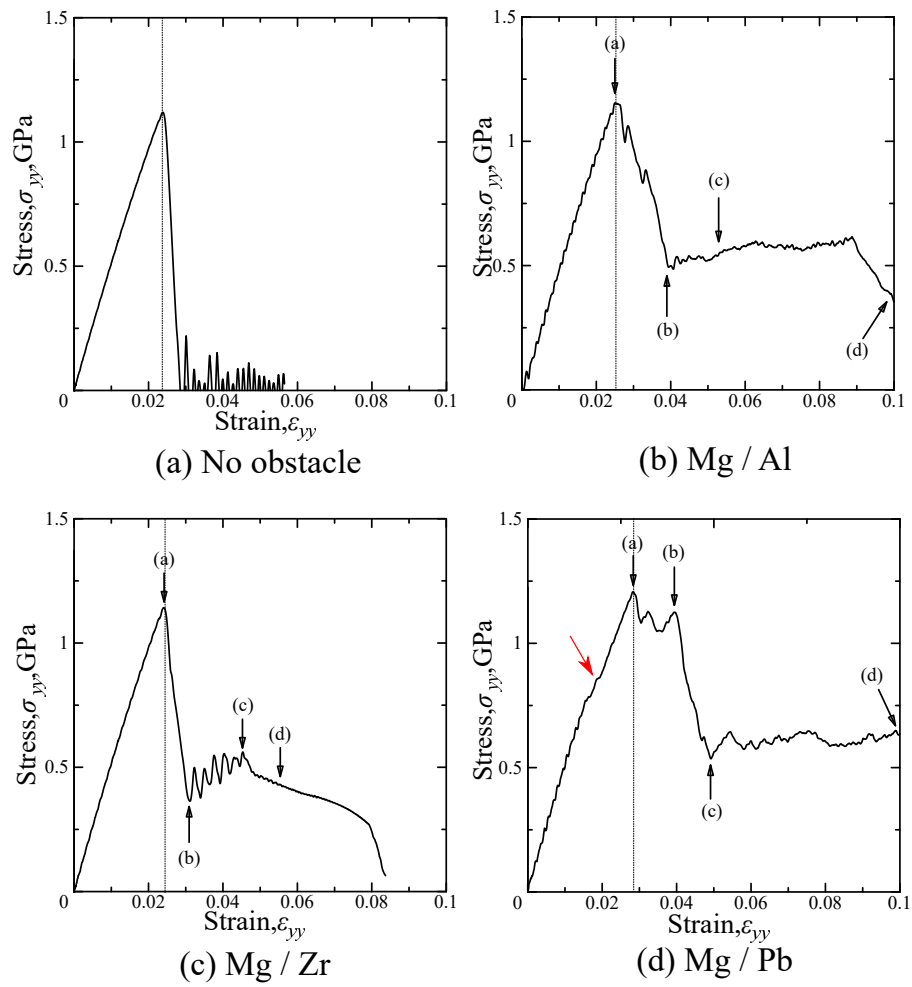 1.5
1
0.5
0
0.02
0.04
0.06
0.08
0.1
Stress,σyy,GPa
Strain,εyy
(a) No obstacle
1.5
1
0.5
0
0.02
0.04
0.06
0.08
0.1
Stress,σyy,GPa
(a)
(b)
(c)
(d)
Strain,εyy
(b) Mg / Al
1.5
1
0.5
0
0.02
0.04
0.06
0.08
0.1
Stress,σyy,GPa
(a)
(b)
(c)
(d)
Strain,εyy
(c) Mg / Zr
1.5
1
0.5
0
0.02
0.04
0.06
0.08
0.1
Stress,σyy,GPa
(a)
(b)
(c)
(d)
Strain,εyy
(d) Mg / Pb